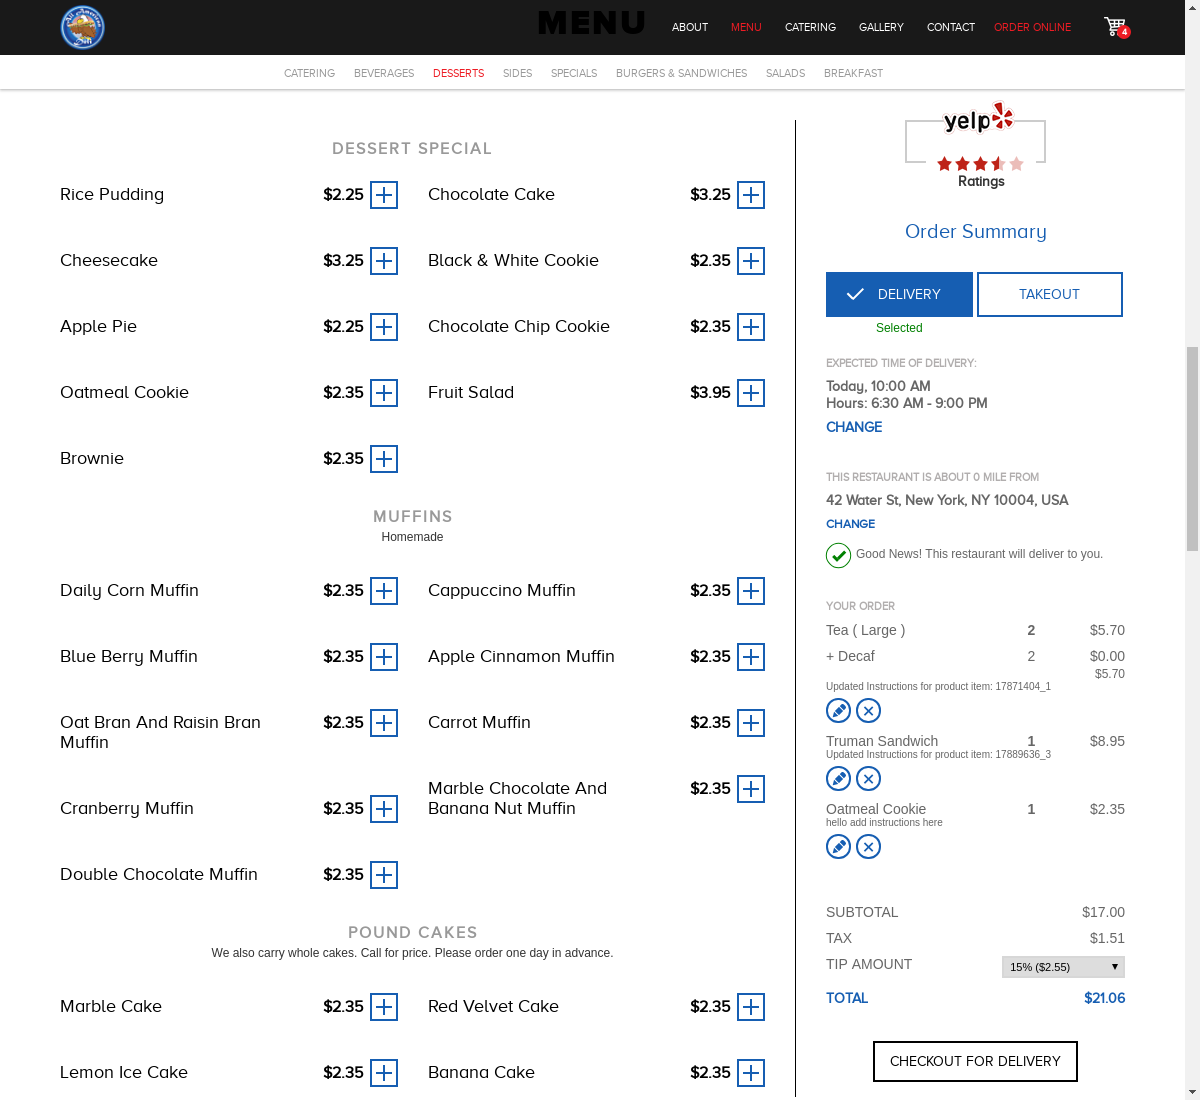 All American
Deli
MENU
ABOUT
MENU
CATERING
GALLERY
CONTACT
ORDER ONLINE
4
CATERING
BEVERAGES
DESSERTS
SIDES
SPECIALS
BURGERS & SANDWICHES
SALADS
BREAKFAST
DESSERT SPECIAL
Rice Pudding $2.25
Chocolate Cake $3.25
Cheesecake $3.25
Black & White Cookie $2.35
Apple Pie $2.25
Chocolate Chip Cookie $2.35
Oatmeal Cookie $2.35
Fruit Salad $3.95
Brownie $2.35
MUFFINS
Homemade
Daily Corn Muffin $2.35
Cappuccino Muffin $2.35
Blue Berry Muffin $2.35
Apple Cinnamon Muffin $2.35
Oat Bran And Raisin Bran $2.35
Muffin
Carrot Muffin $2.35
Cranberry Muffin $2.35
Marble Chocolate And $2.35
Banana Nut Muffin
Double Chocolate Muffin $2.35
POUND CAKES
We also carry whole cakes. Call for price. Please order one day in advance.
Marble Cake $2.35
Red Velvet Cake $2.35
Lemon Ice Cake $2.35
Banana Cake $2.35
yelp
Ratings
Order Summary
DELIVERY
TAKEOUT
Selected
EXPECTED TIME OF DELIVERY:
Today, 10:00 AM
Hours: 6:30 AM - 9:00 PM
CHANGE
THIS RESTAURANT IS ABOUT 0 MILE FROM
42 Water St, New York, NY 10004, USA
CHANGE
Good News! This restaurant will deliver to you.
YOUR ORDER
Tea ( Large ) 2 $5.70
+ Decaf 2 $0.00
$5.70
Updated Instructions for product item: 17871404_1
Truman Sandwich 1 $8.95
Updated Instructions for product item: 17889636_3
Oatmeal Cookie 1 $2.35
hello add instructions here
SUBTOTAL $17.00
TAX $1.51
TIP AMOUNT 15% ($2.55)
TOTAL $21.06
CHECKOUT FOR DELIVERY